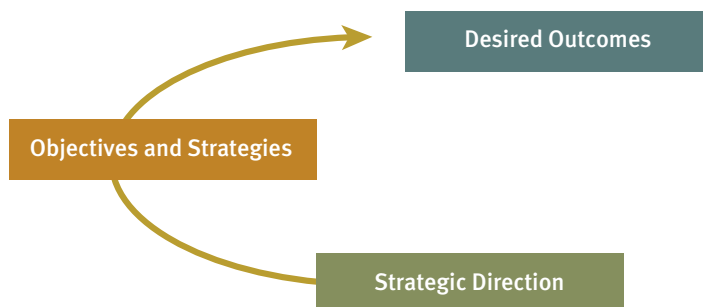 Desired Outcomes
Objectives and Strategies
Strategic Direction